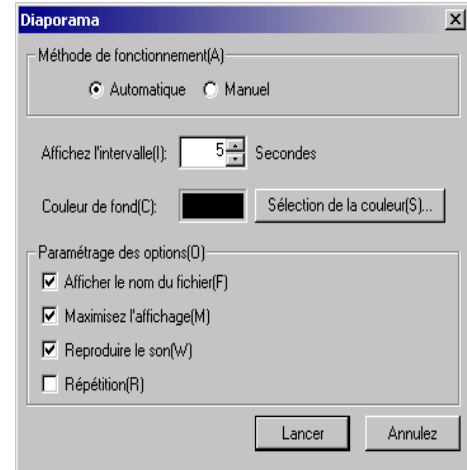 Diaporama
Méthode de fonctionnement(A)
Automatique Manuel
Affichez l'intervalle(I): 5 Secondes
Couleur de fond(C): Sélection de la couleur(S)...
Paramétrage des options(O)
Afficher le nom du fichier(F)
Maximisez l'affichage(M)
Reproduire le son(W)
Répétition(R)
Lancer Annulez